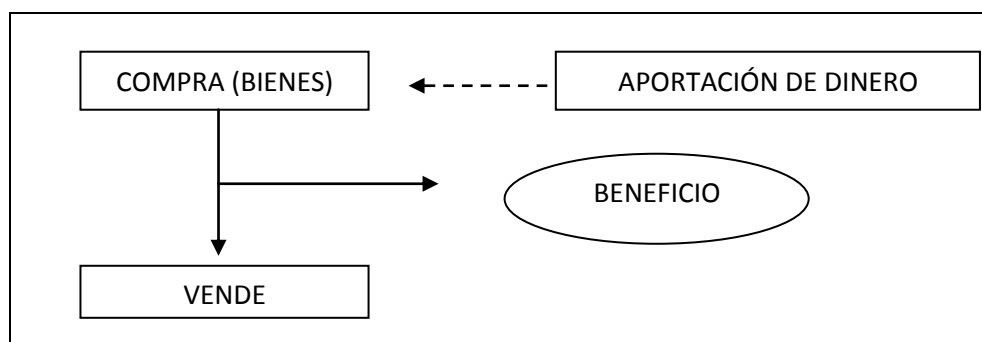 COMPRA (BIENES)
APORTACIÓN DE DINERO
BENEFICIO
VENDE